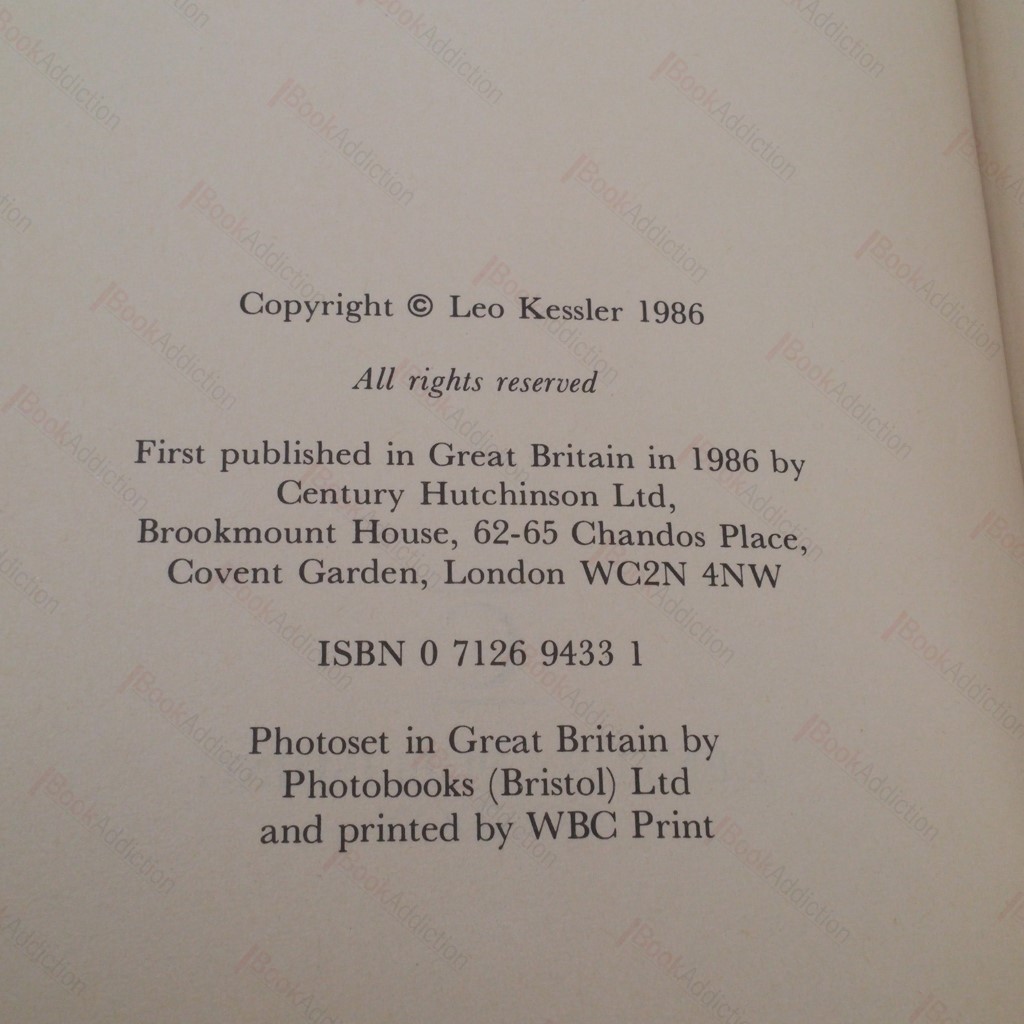 Copyright © Leo Kessler 1986
All rights reserved
First published in Great Britain in 1986 by
Century Hutchinson Ltd,
Brookmount House, 62-65 Chandos Place,
Covent Garden, London WC2N 4NW
ISBN 0 7126 9433 1
Photoset in Great Britain by
Photobooks (Bristol) Ltd
and printed by WBC Print
BookAddiction